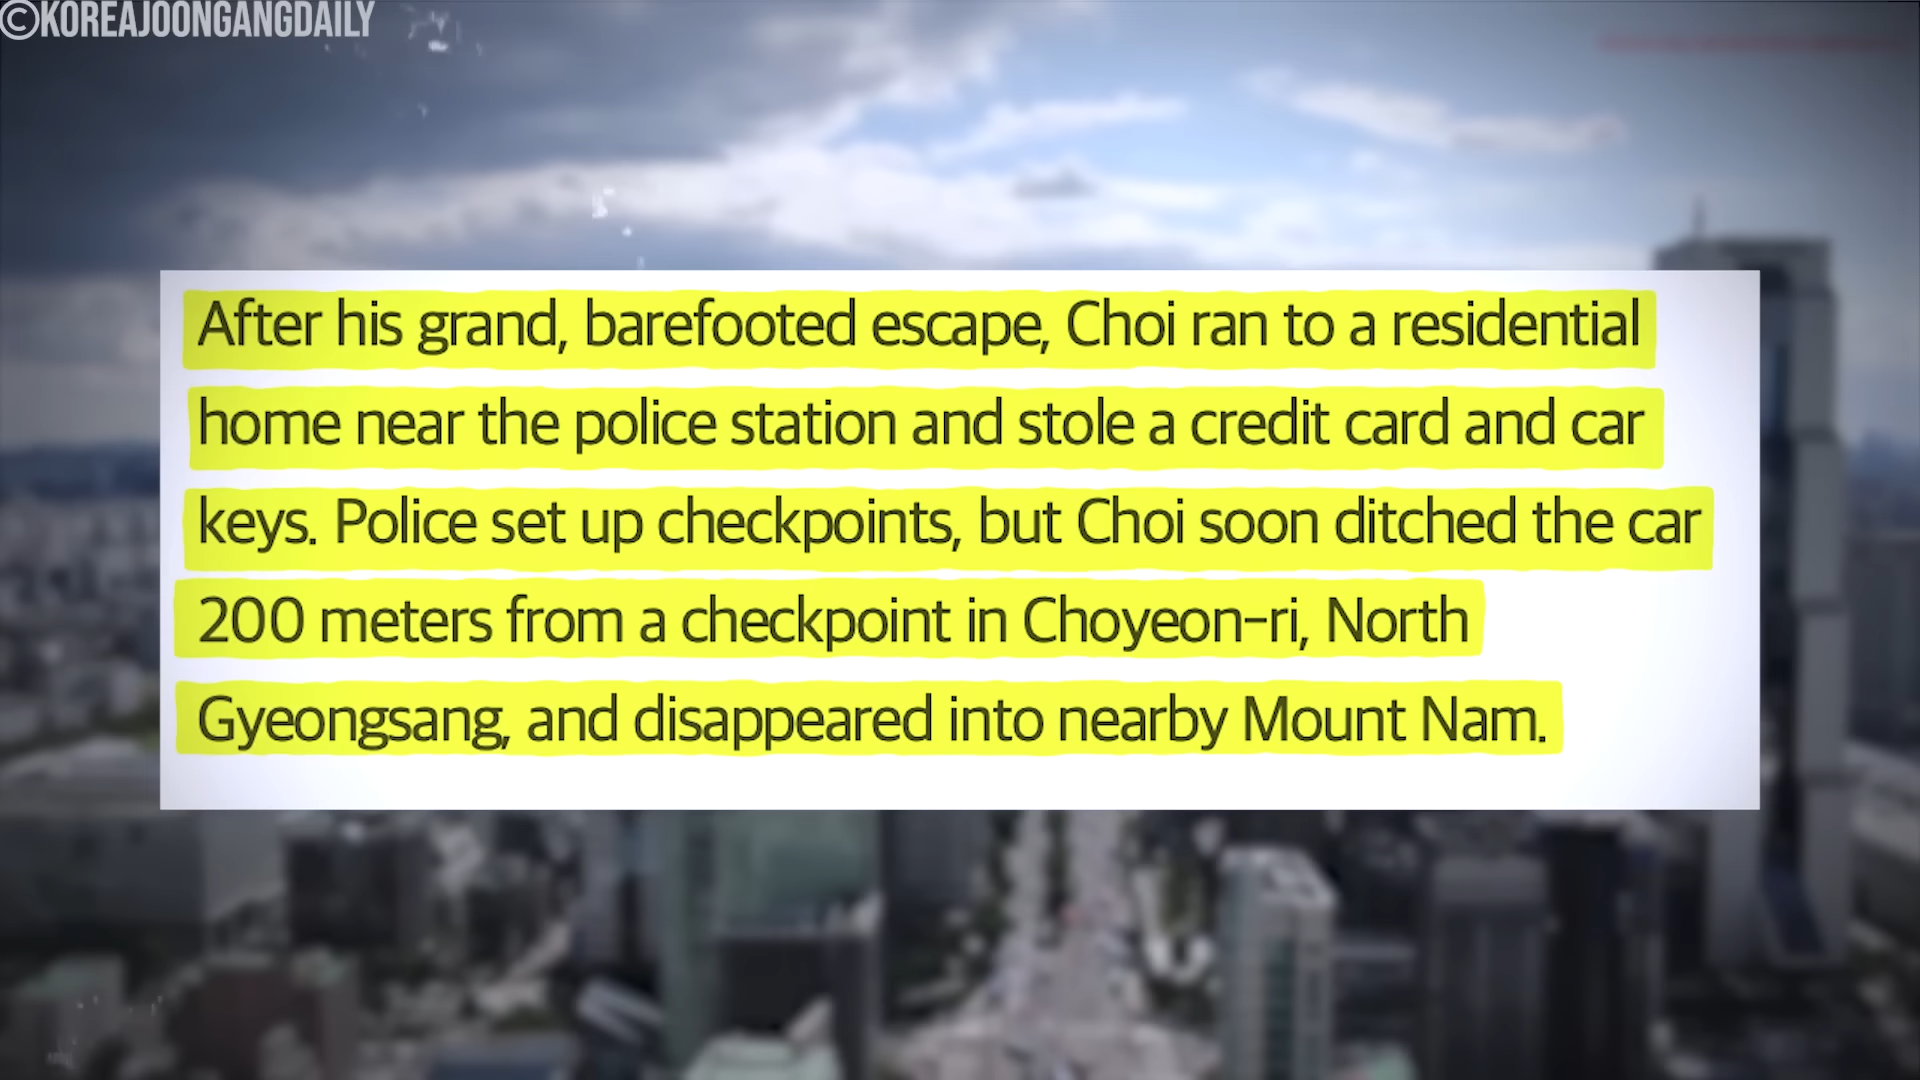 ©KOREAJOONGANGDAILY
After his grand, barefooted escape, Choi ran to a residential
home near the police station and stole a credit card and car
keys. Police set up checkpoints, but Choi soon ditched the car
200 meters from a checkpoint in Choyeon-ri, North
Gyeongsang, and disappeared into nearby Mount Nam.